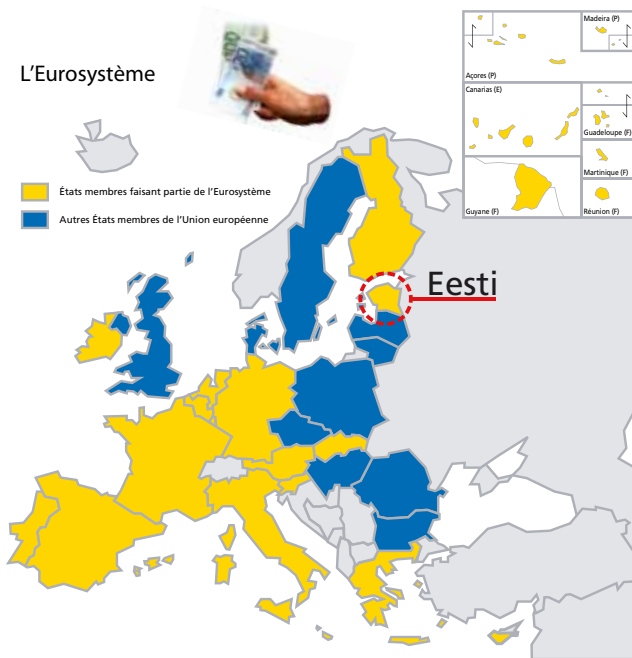 L'Eurosystème
États membres faisant partie de l'Eurosystème
Autres États membres de l'Union européenne
Açores (P)
Madeira (P)
Canarias (E)
Guadeloupe (F)
Martinique (F)
Guyane (F)
Réunion (F)
Eesti